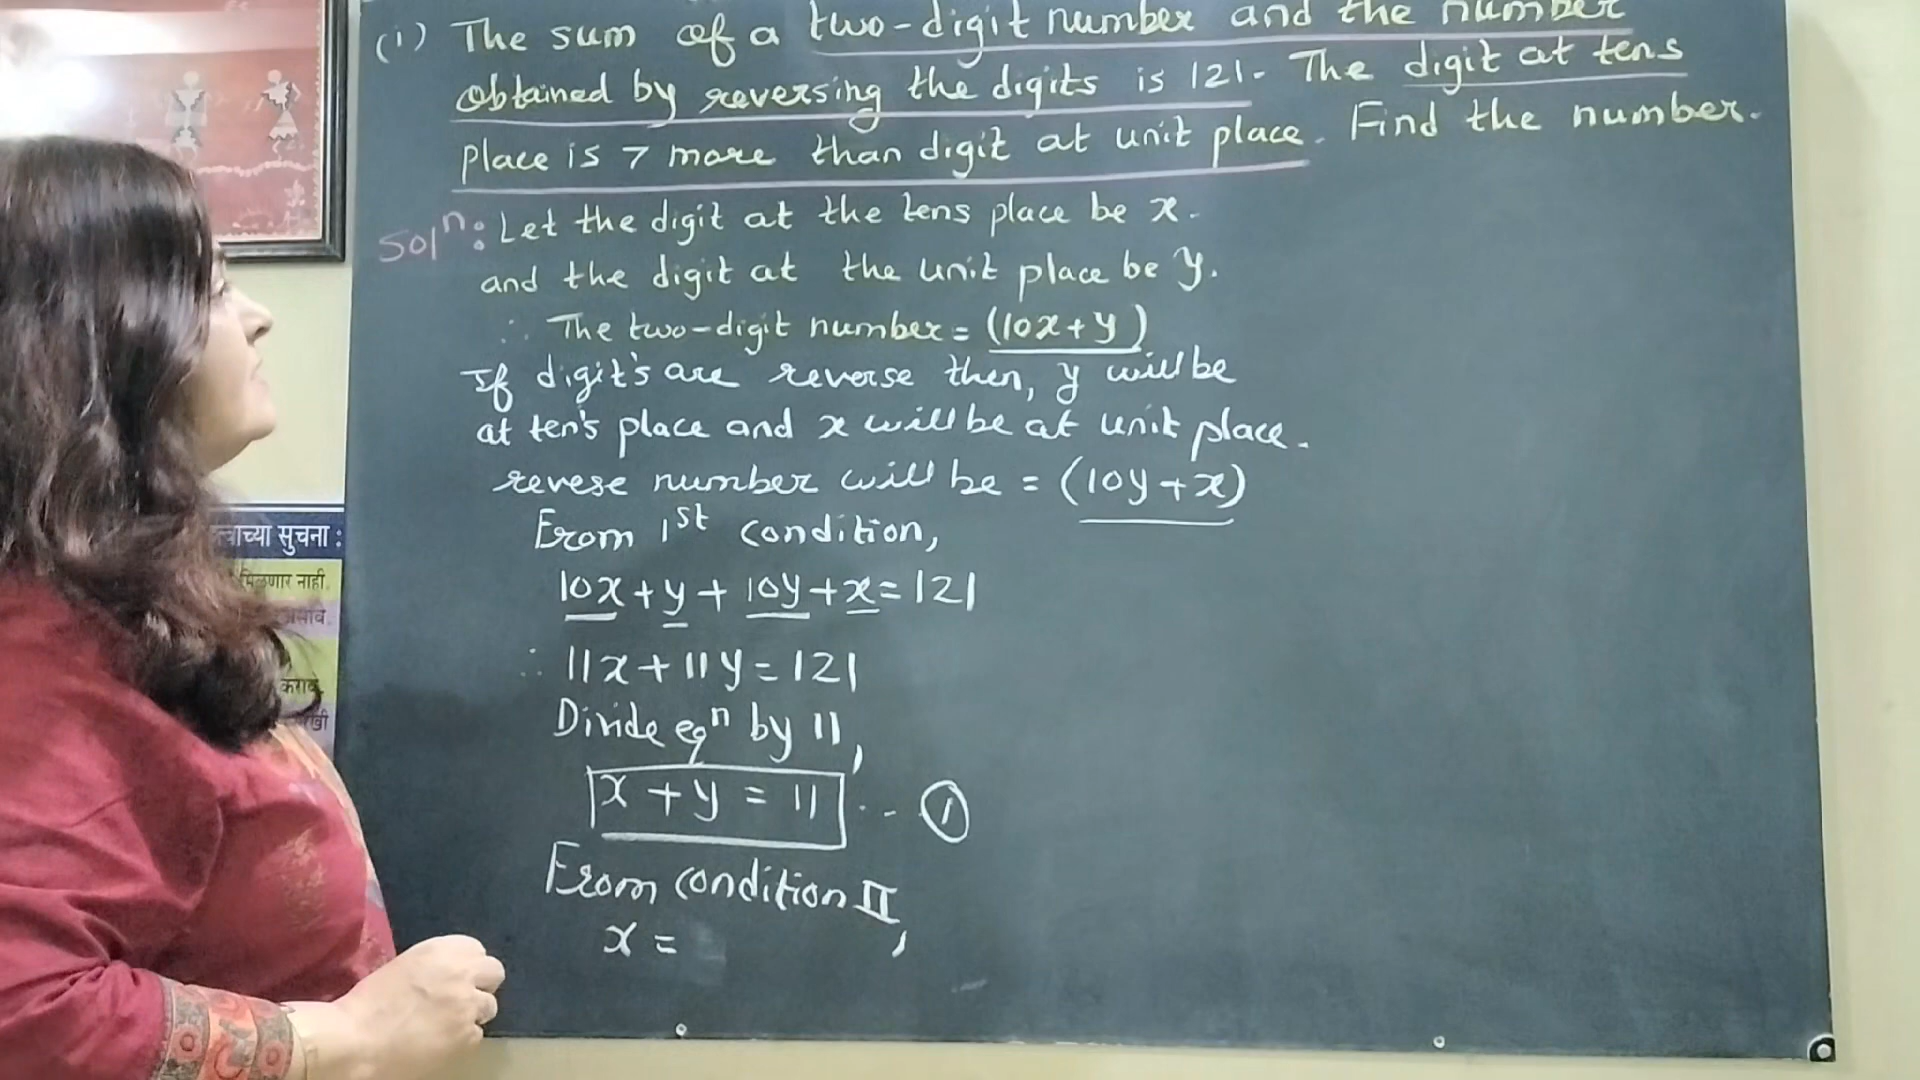 (i) The sum of a two-digit number and the number
obtained by reversing the digits is 121. The digit at tens
place is 7 more than digit at unit place. Find the number.
Solⁿ: Let the digit at the tens place be x.
and the digit at the unit place be y.
∴ The two-digit number = (10x+y)
If digit's are reverse then, y will be
at ten's place and x will be at unit place.
revese number will be = (10y+x)
From 1st condition,
10x+y+10y+x=121
∴ 11x+11y=121
Divide eqⁿ by 11,
x+y=11 .. - ①
From condition II,
x =
च्या सुचना :
मिळणार नाही.